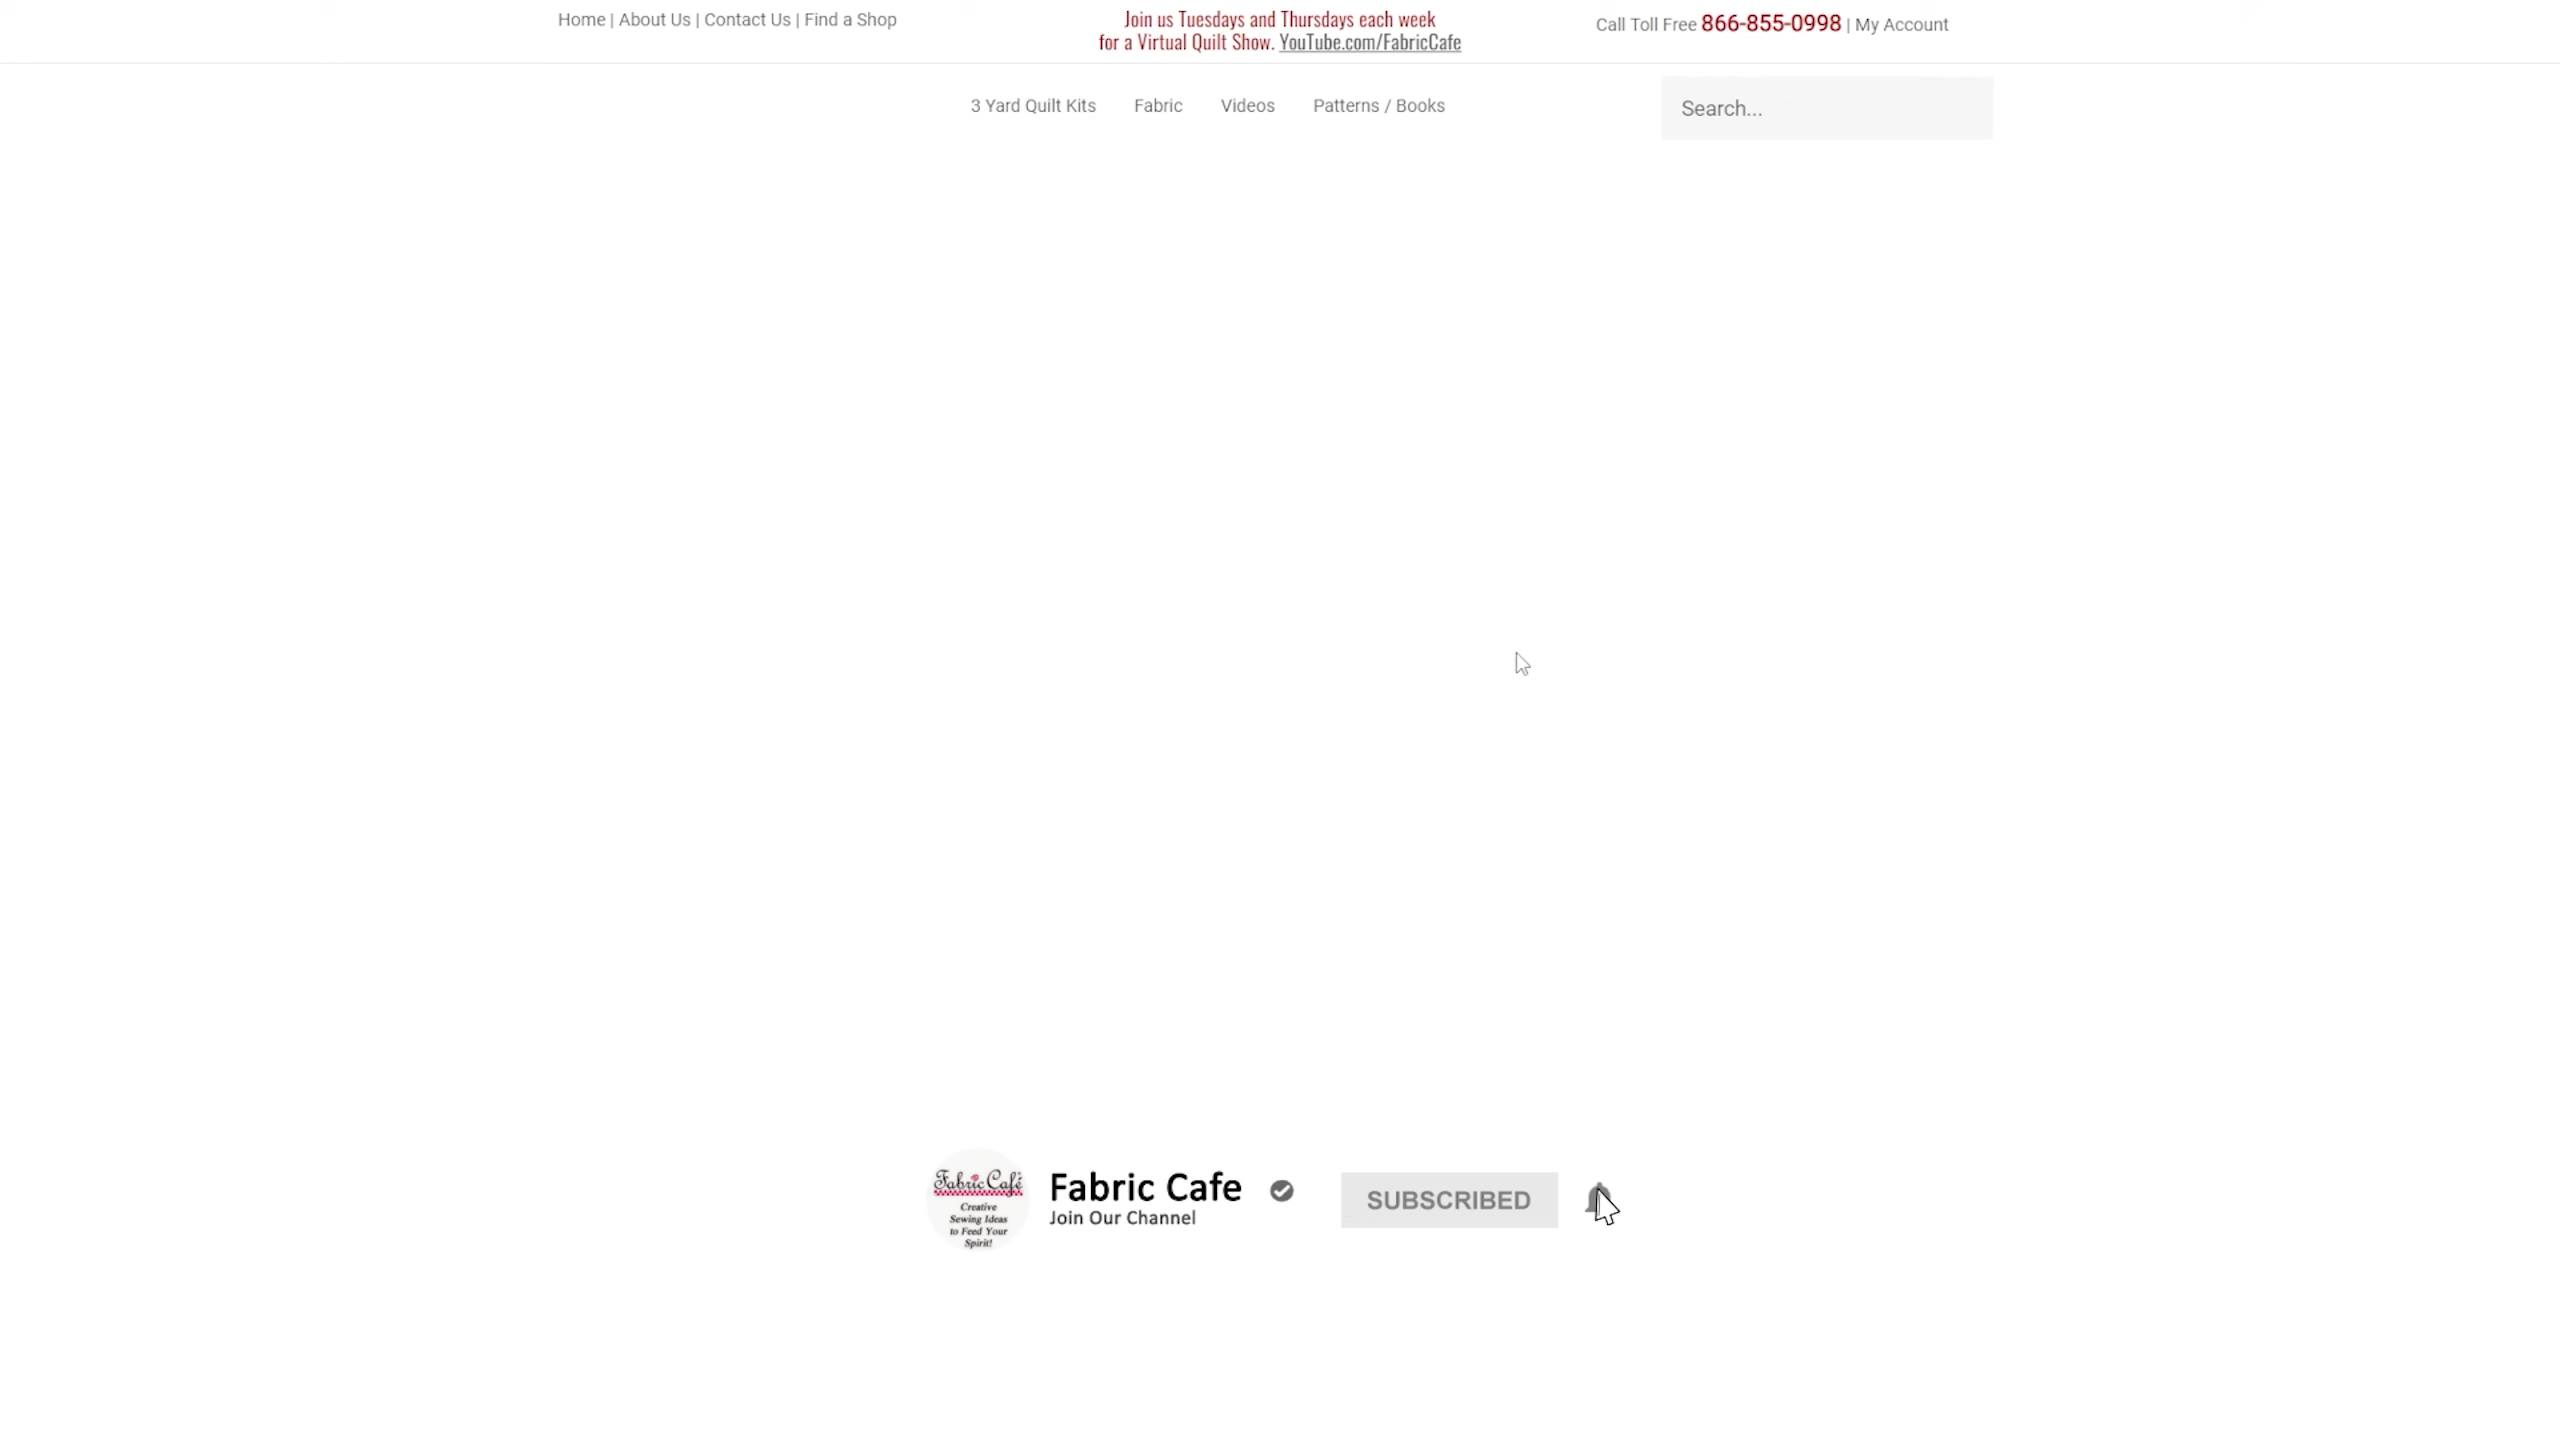 Home | About Us | Contact Us | Find a Shop
Join us Tuesdays and Thursdays each week
for a Virtual Quilt Show. YouTube.com/FabricCafe
Call Toll Free 866-855-0998 | My Account
3 Yard Quilt Kits Fabric Videos Patterns / Books
Search...
Fabric Café
Creative
Sewing Ideas
to Feed Your
Spirit!
Fabric Cafe
Join Our Channel
SUBSCRIBED